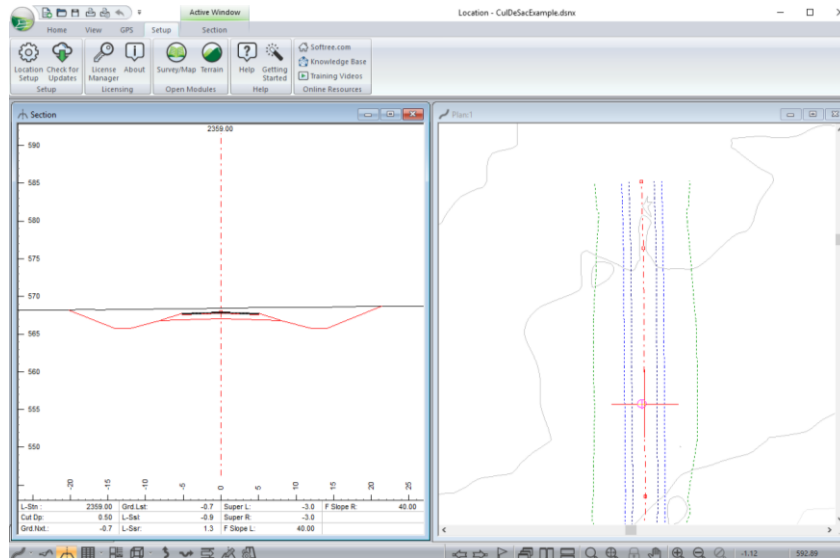 Active Window
Location - CulDeSacExample.dsnx
Home View GPS Setup Section
Location Setup
Check for Updates
License Manager
About
Survey/Map
Terrain
Help
Getting Started
Softree.com
Knowledge Base
Training Videos
Setup Licensing Open Modules Help Online Resources
Section
Plan:1
2359.00
590
585
580
575
570
565
560
555
550
-20 -15 -10 -5 0 5 10 15 20 25
L-Stn : 2359.00 Grd.Lst: -0.7 Super L: -3.0 F Slope R: 40.00
Cut Dp: 0.50 L-Sst -0.9 Super R: -3.0
Grd.Nxt.: -0.7 L-Ssr: 1.3 F Slope L: 40.00
-1.12 592.89